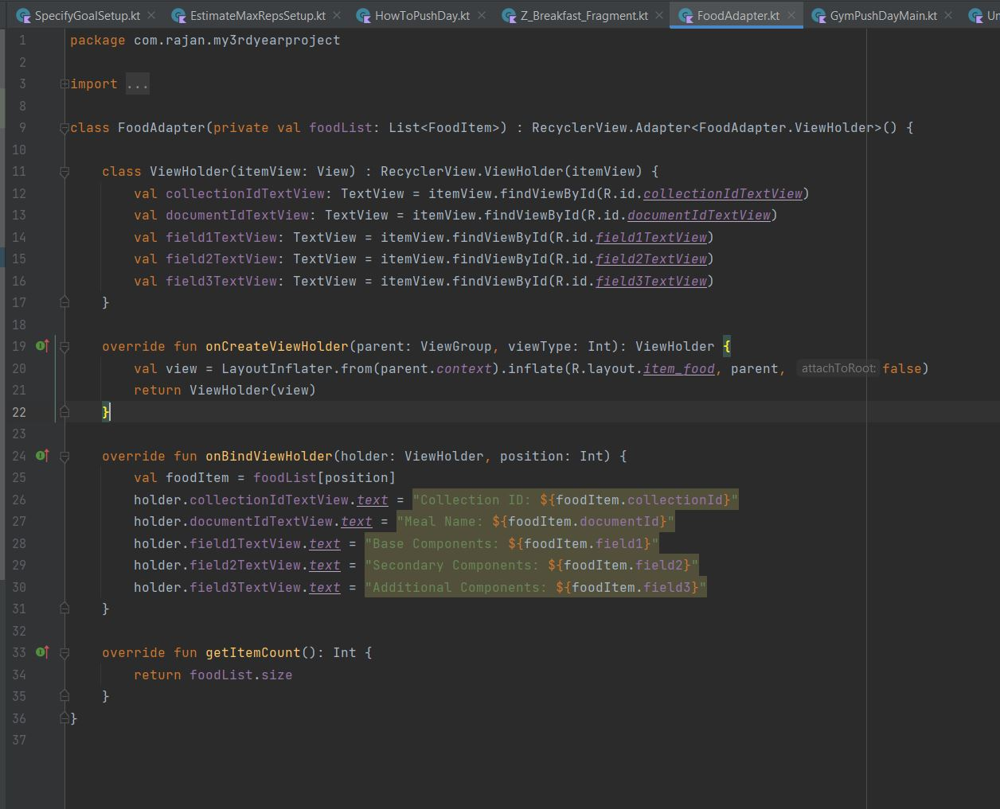 SpecifyGoalSetup.kt EstimateMaxRepsSetup.kt HowToPushDay.kt Z_Breakfast_Fragment.kt FoodAdapter.kt GymPushDayMain.kt
1 package com.rajan.my3rdyearproject
2
3 import ...
8
9 class FoodAdapter(private val foodList: List<FoodItem>) : RecyclerView.Adapter<FoodAdapter.ViewHolder>() {
10
11 class ViewHolder(itemView: View) : RecyclerView.ViewHolder(itemView) {
12 val collectionIdTextView: TextView = itemView.findViewById(R.id.collectionIdTextView)
13 val documentIdTextView: TextView = itemView.findViewById(R.id.documentIdTextView)
14 val field1TextView: TextView = itemView.findViewById(R.id.field1TextView)
15 val field2TextView: TextView = itemView.findViewById(R.id.field2TextView)
16 val field3TextView: TextView = itemView.findViewById(R.id.field3TextView)
17 }
18
19 override fun onCreateViewHolder(parent: ViewGroup, viewType: Int): ViewHolder {
20 val view = LayoutInflater.from(parent.context).inflate(R.layout.item_food, parent, attachToRoot: false)
21 return ViewHolder(view)
22 }
23
24 override fun onBindViewHolder(holder: ViewHolder, position: Int) {
25 val foodItem = foodList[position]
26 holder.collectionIdTextView.text = "Collection ID: ${foodItem.collectionId}"
27 holder.documentIdTextView.text = "Meal Name: ${foodItem.documentId}"
28 holder.field1TextView.text = "Base Components: ${foodItem.field1}"
29 holder.field2TextView.text = "Secondary Components: ${foodItem.field2}"
30 holder.field3TextView.text = "Additional Components: ${foodItem.field3}"
31 }
32
33 override fun getItemCount(): Int {
34 return foodList.size
35 }
36 }
37